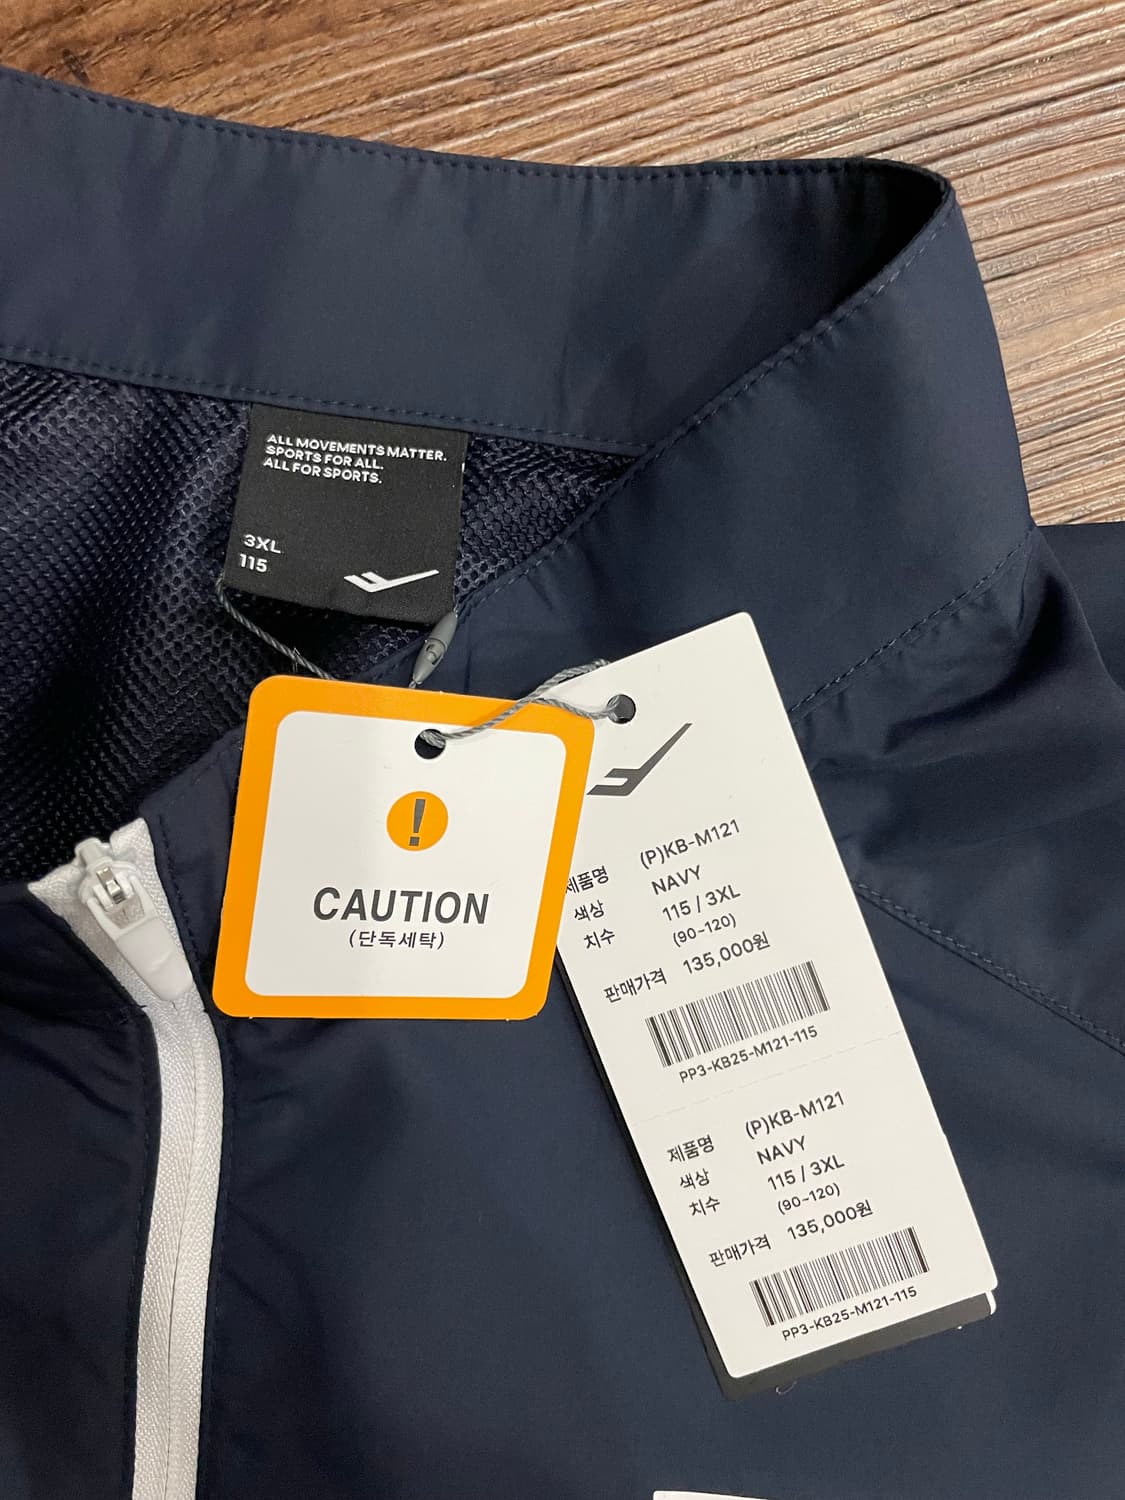 ALL MOVEMENTS MATTER.
SPORTS FOR ALL.
ALL FOR SPORTS.
3XL
115
!
CAUTION
(단독세탁)
제품명 (P)KB-M121
색상 NAVY
치수 115 / 3XL
(90~120)
판매가격 135,000원
PP3-KB25-M121-115
제품명 (P)KB-M121
색상 NAVY
치수 115 / 3XL
(90~120)
판매가격 135,000원
PP3-KB25-M121-115